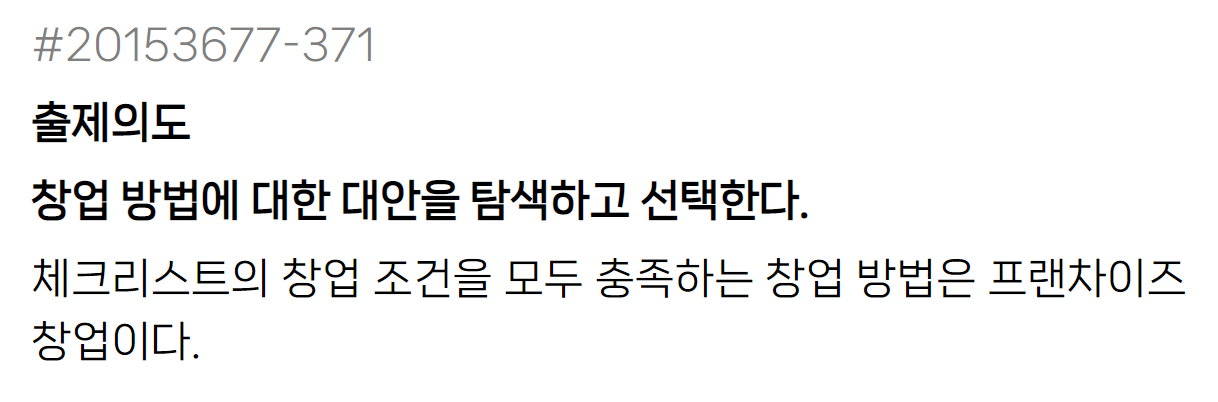 #20153677-371
출제의도
창업 방법에 대한 대안을 탐색하고 선택한다.
체크리스트의 창업 조건을 모두 충족하는 창업 방법은 프랜차이즈
창업이다.